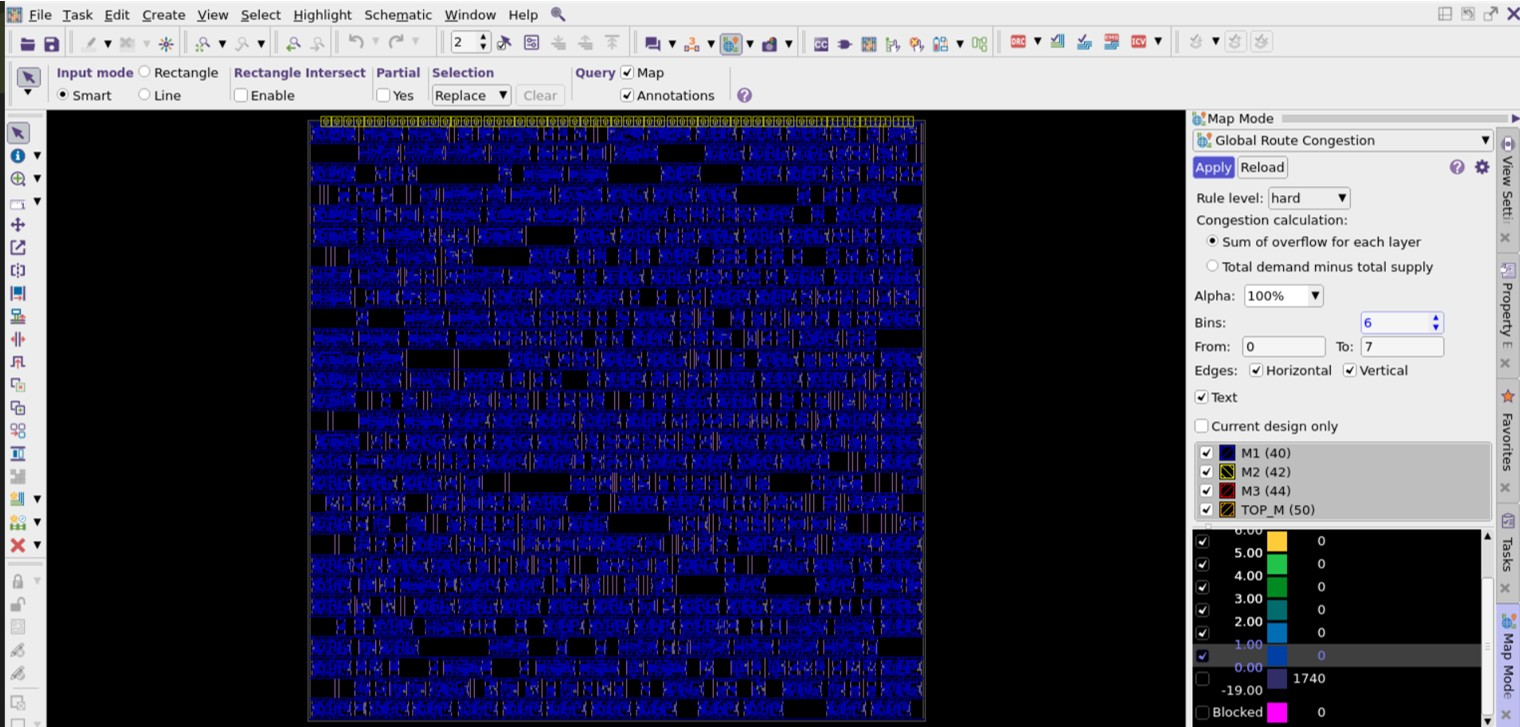 File Task Edit Create View Select Highlight Schematic Window Help
2 DRC ICV
Input mode Rectangle Rectangle Intersect Partial Selection Query Map
Smart Line Enable Yes Replace Clear Annotations
Map Mode
Global Route Congestion
Apply Reload
Rule level: hard
Congestion calculation:
Sum of overflow for each layer
Total demand minus total supply
Alpha: 100%
Bins: 6
From: 0 To: 7
Edges: Horizontal Vertical
Text
Current design only
M1 (40)
M2 (42)
M3 (44)
TOP_M (50)
6.00
0
5.00
0
4.00
0
3.00
0
2.00
0
1.00
0
0.00
1740
-19.00
Blocked 0
View Setti
Property E
Favorites
Tasks
Map Mode